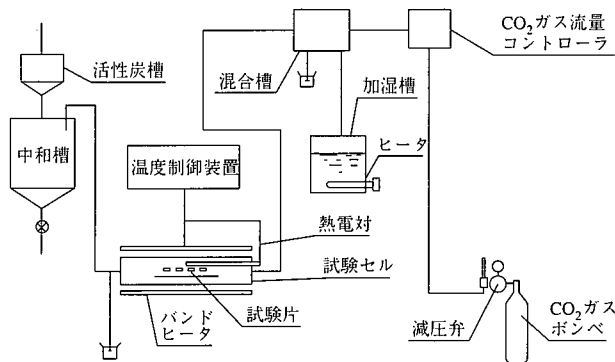 CO₂ガス流量
コントローラ
活性炭槽
混合槽
加湿槽
中和槽
温度制御装置
ヒータ
熱電対
試験セル
バンド
ヒータ
試験片
減圧弁
CO₂ガス
ボンベ